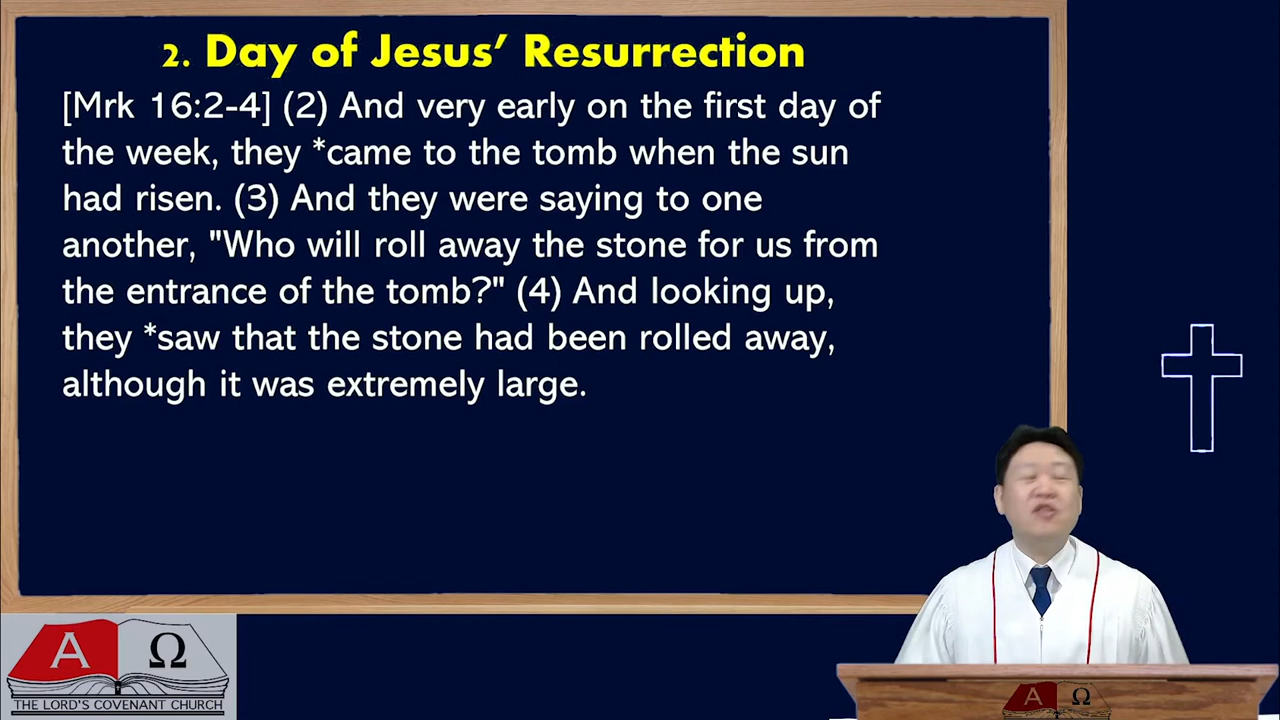 2. Day of Jesus’ Resurrection
[Mrk 16:2-4] (2) And very early on the first day of
the week, they *came to the tomb when the sun
had risen. (3) And they were saying to one
another, "Who will roll away the stone for us from
the entrance of the tomb?" (4) And looking up,
they *saw that the stone had been rolled away,
although it was extremely large.
Α Ω
THE LORD'S COVENANT CHURCH
Α Ω